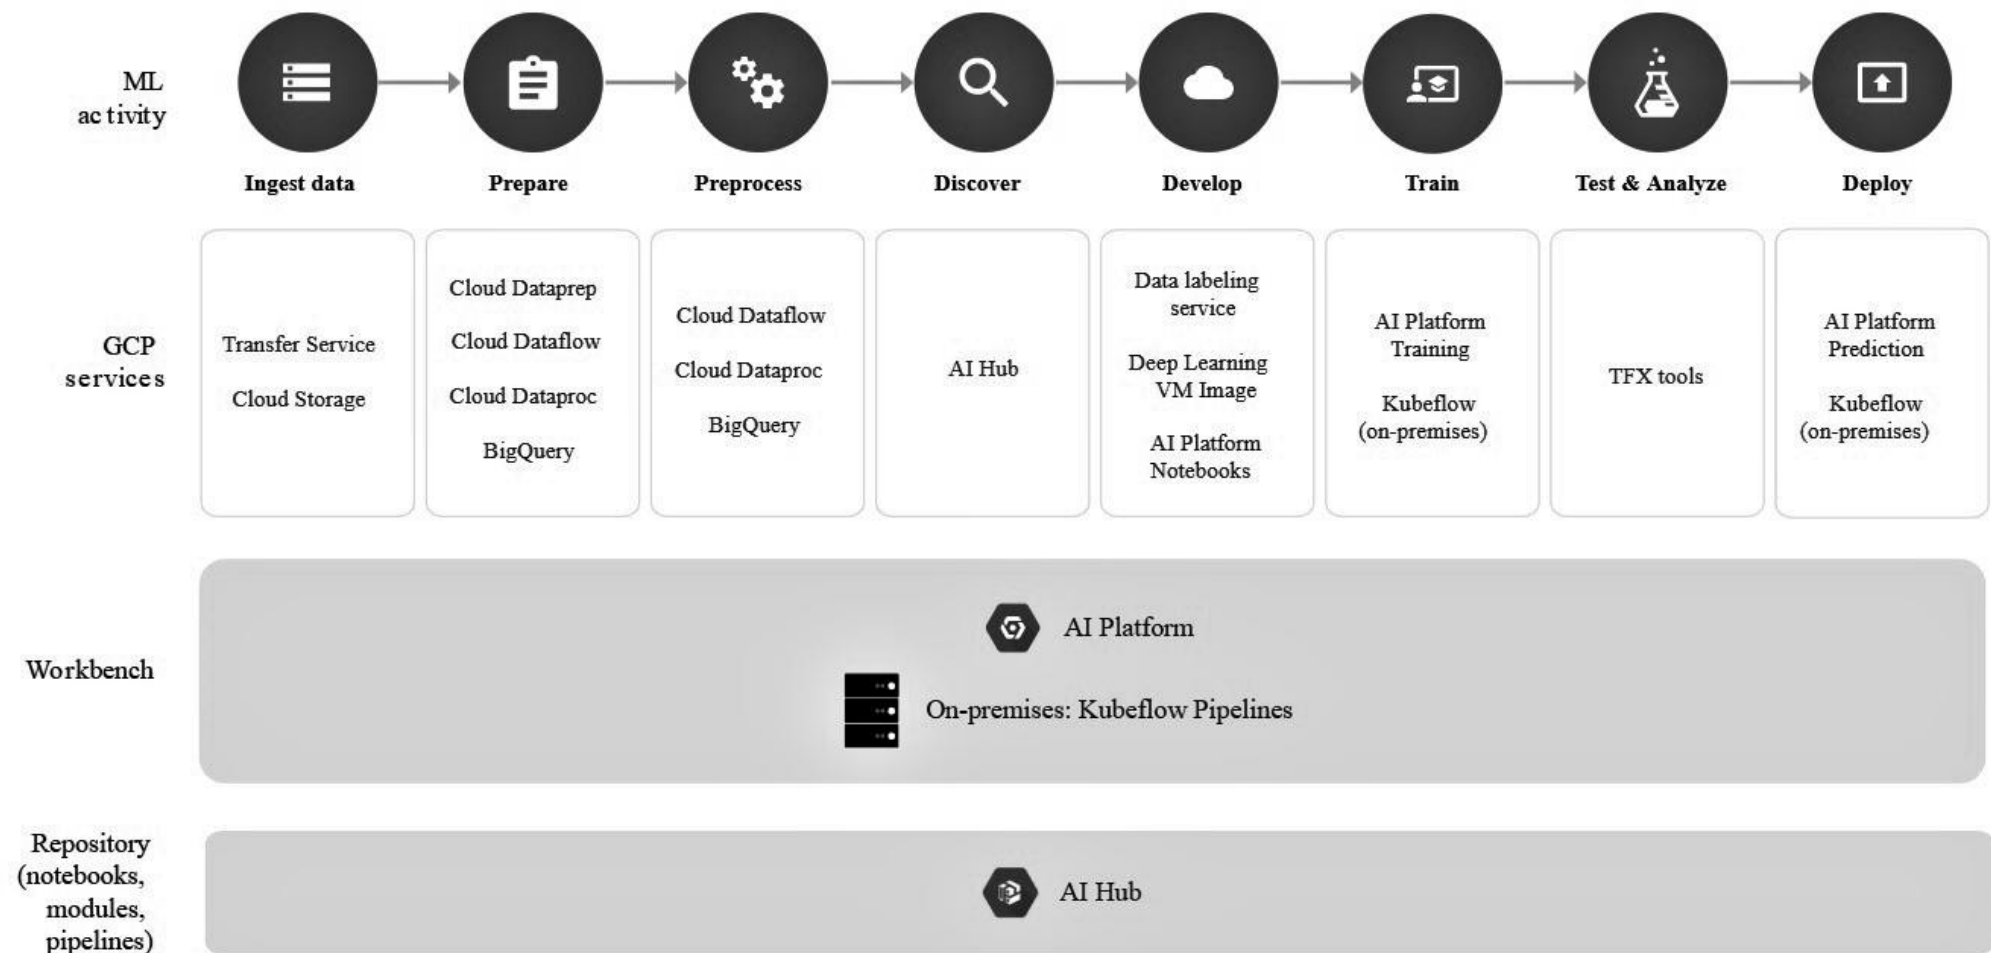 ML
activity
Ingest data
Prepare
Preprocess
Discover
Develop
Train
Test & Analyze
Deploy
GCP
services
Transfer Service
Cloud Storage
Cloud Dataprep
Cloud Dataflow
Cloud Dataproc
BigQuery
Cloud Dataflow
Cloud Dataproc
BigQuery
AI Hub
Data labeling
service
Deep Learning
VM Image
AI Platform
Notebooks
AI Platform
Training
Kubeflow
(on-premises)
TFX tools
AI Platform
Prediction
Kubeflow
(on-premises)
Workbench
AI Platform
On-premises: Kubeflow Pipelines
Repository
(notebooks,
modules,
pipelines)
AI Hub